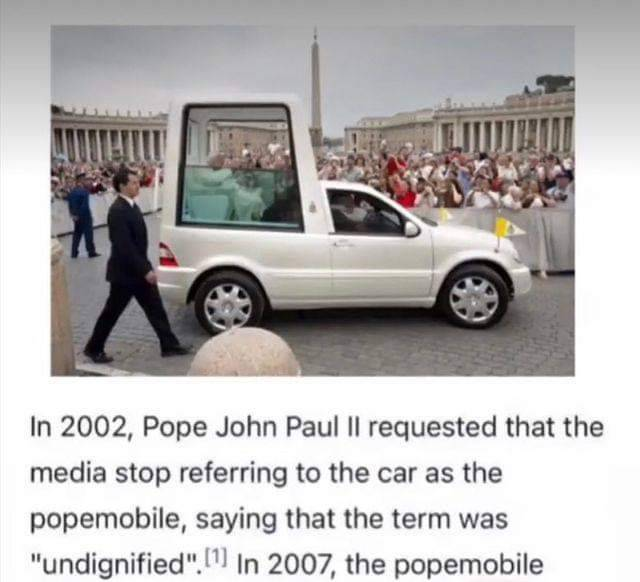 In 2002, Pope John Paul II requested that the
media stop referring to the car as the
popemobile, saying that the term was
"undignified".[1] In 2007, the popemobile